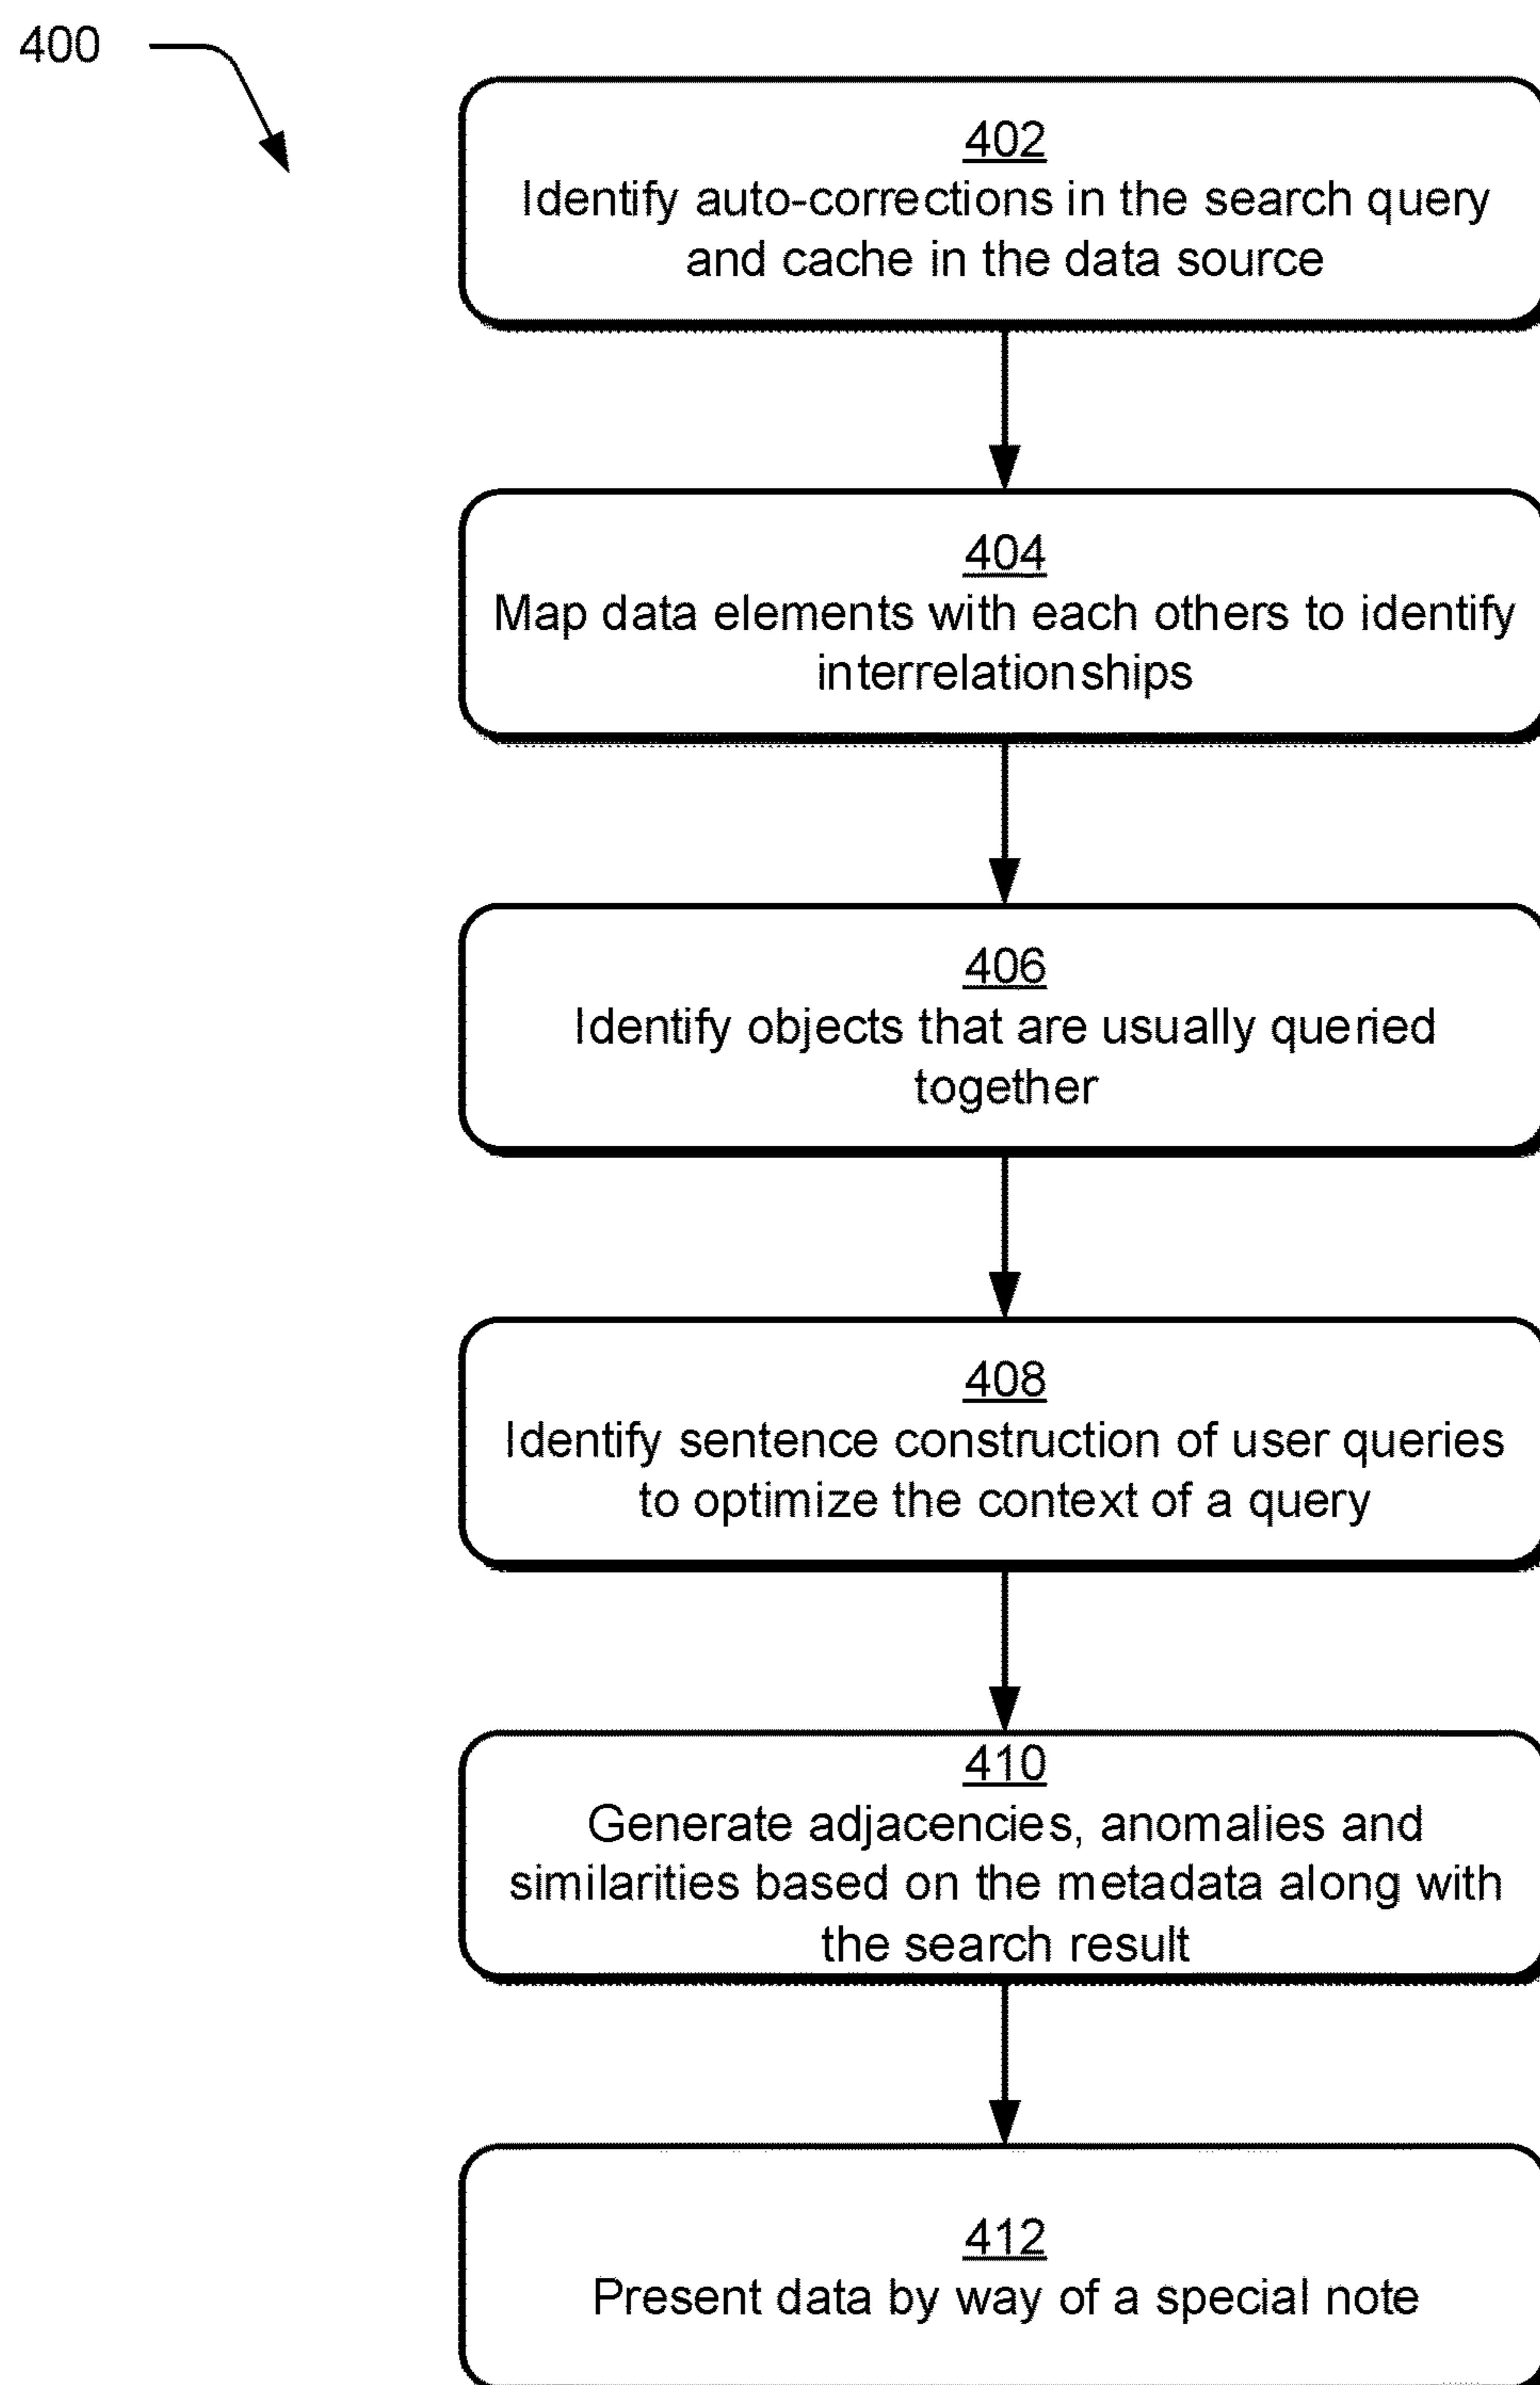 400
402
Identify auto-corrections in the search query
and cache in the data source
404
Map data elements with each others to identify
interrelationships
406
Identify objects that are usually queried
together
408
Identify sentence construction of user queries
to optimize the context of a query
410
Generate adjacencies, anomalies and
similarities based on the metadata along with
the search result
412
Present data by way of a special note